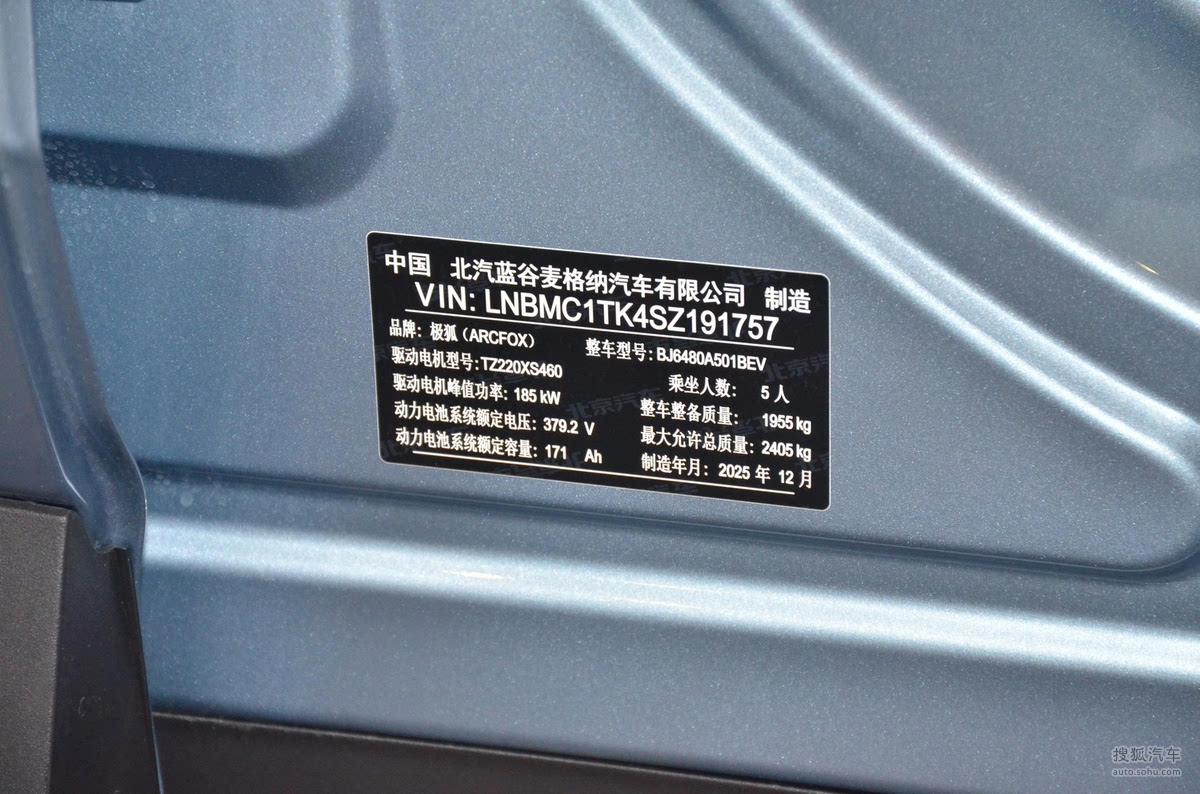 中国 北汽蓝谷麦格纳汽车有限公司 制造
VIN: LNBMC1TK4SZ191757
品牌: 极狐(ARCFOX) 整车型号: BJ6480A501BEV
驱动电机型号: TZ220XS460 乘坐人数: 5 人
驱动电机峰值功率: 185 kW 整车整备质量: 1955 kg
动力电池系统额定电压: 379.2 V 最大允许总质量: 2405 kg
动力电池系统额定容量: 171 Ah 制造年月: 2025 年 12 月
搜狐汽车
auto.sohu.com